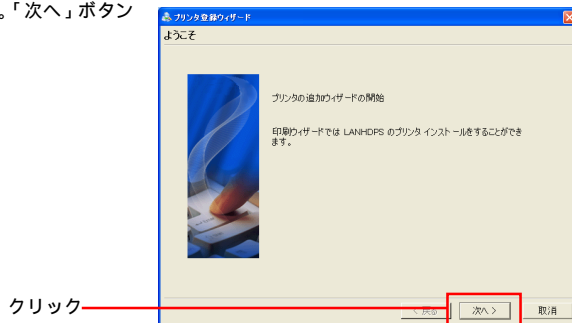 。「次へ」ボタン
プリンタ登録ウィザード
ようこそ
プリンタの追加ウィザードの開始
印刷ウィザードでは LANHDPS のプリンタ インストールをすることができ
ます。
クリック
< 戻る
次へ >
取消